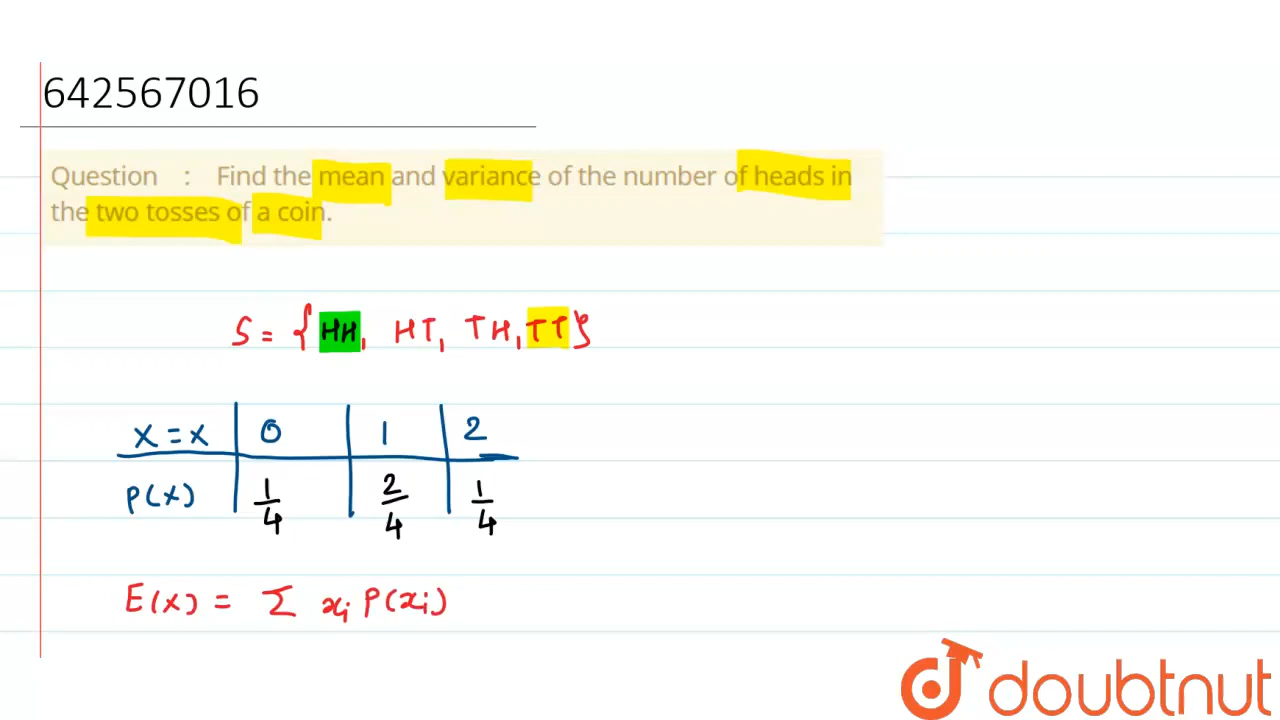 642567016
Question : Find the mean and variance of the number of heads in
the two tosses of a coin.
S = { HH, HT, TH, TT }
X = x 0 1 2
P(X) 1/4 2/4 1/4
E(X) = Σ xi P(xi)
doubtnut